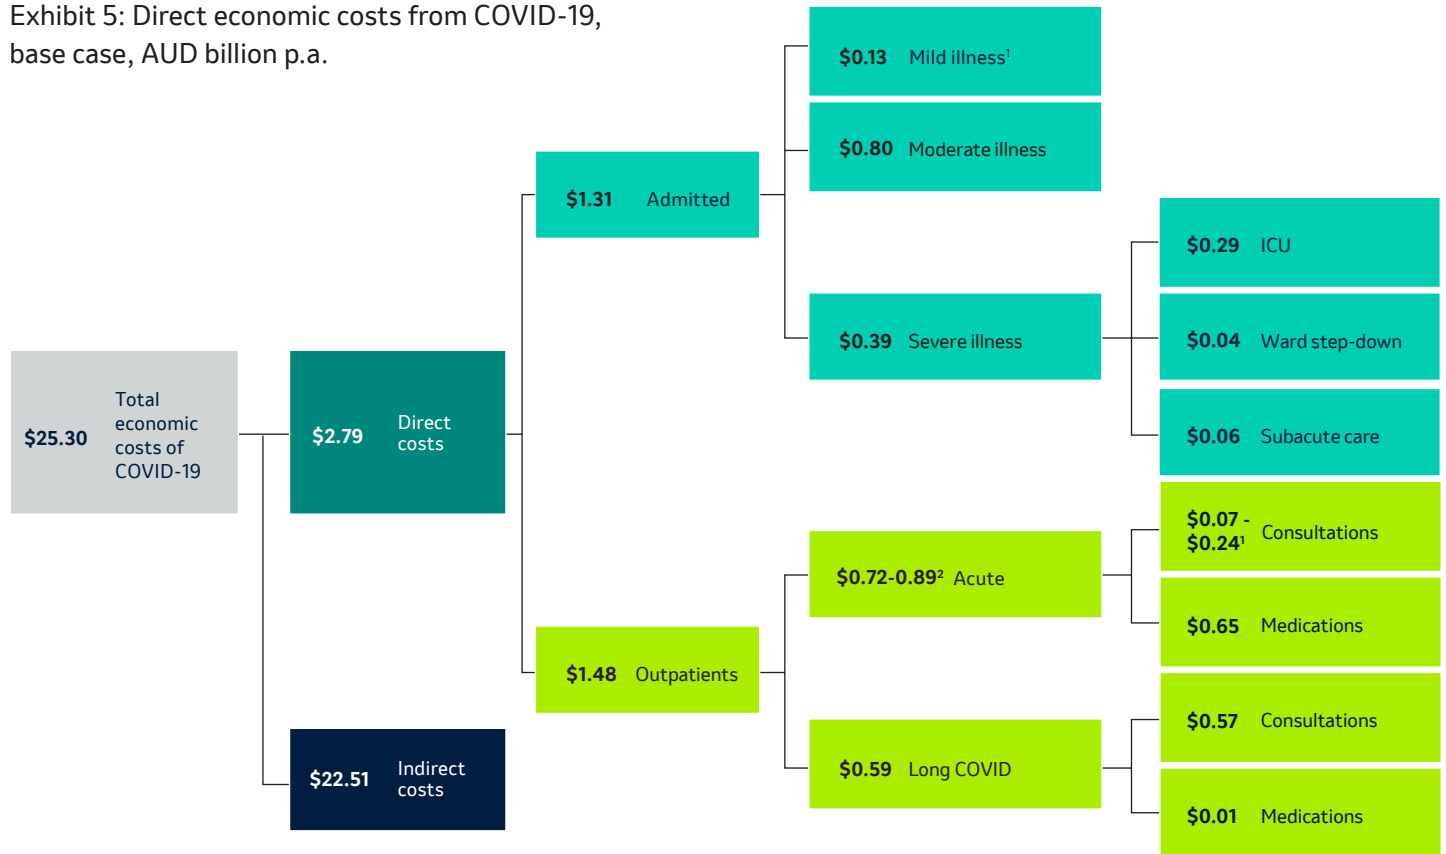 Exhibit 5: Direct economic costs from COVID-19,
base case, AUD billion p.a.
$25.30
Total
economic
costs of
COVID-19
$2.79
Direct
costs
$22.51
Indirect
costs
$1.31 Admitted
$1.48 Outpatients
$0.13 Mild illness¹
$0.80 Moderate illness
$0.39 Severe illness
$0.72-0.89² Acute
$0.59 Long COVID
$0.29 ICU
$0.04 Ward step-down
$0.06 Subacute care
$0.07 -
$0.24¹ Consultations
$0.65 Medications
$0.57 Consultations
$0.01 Medications